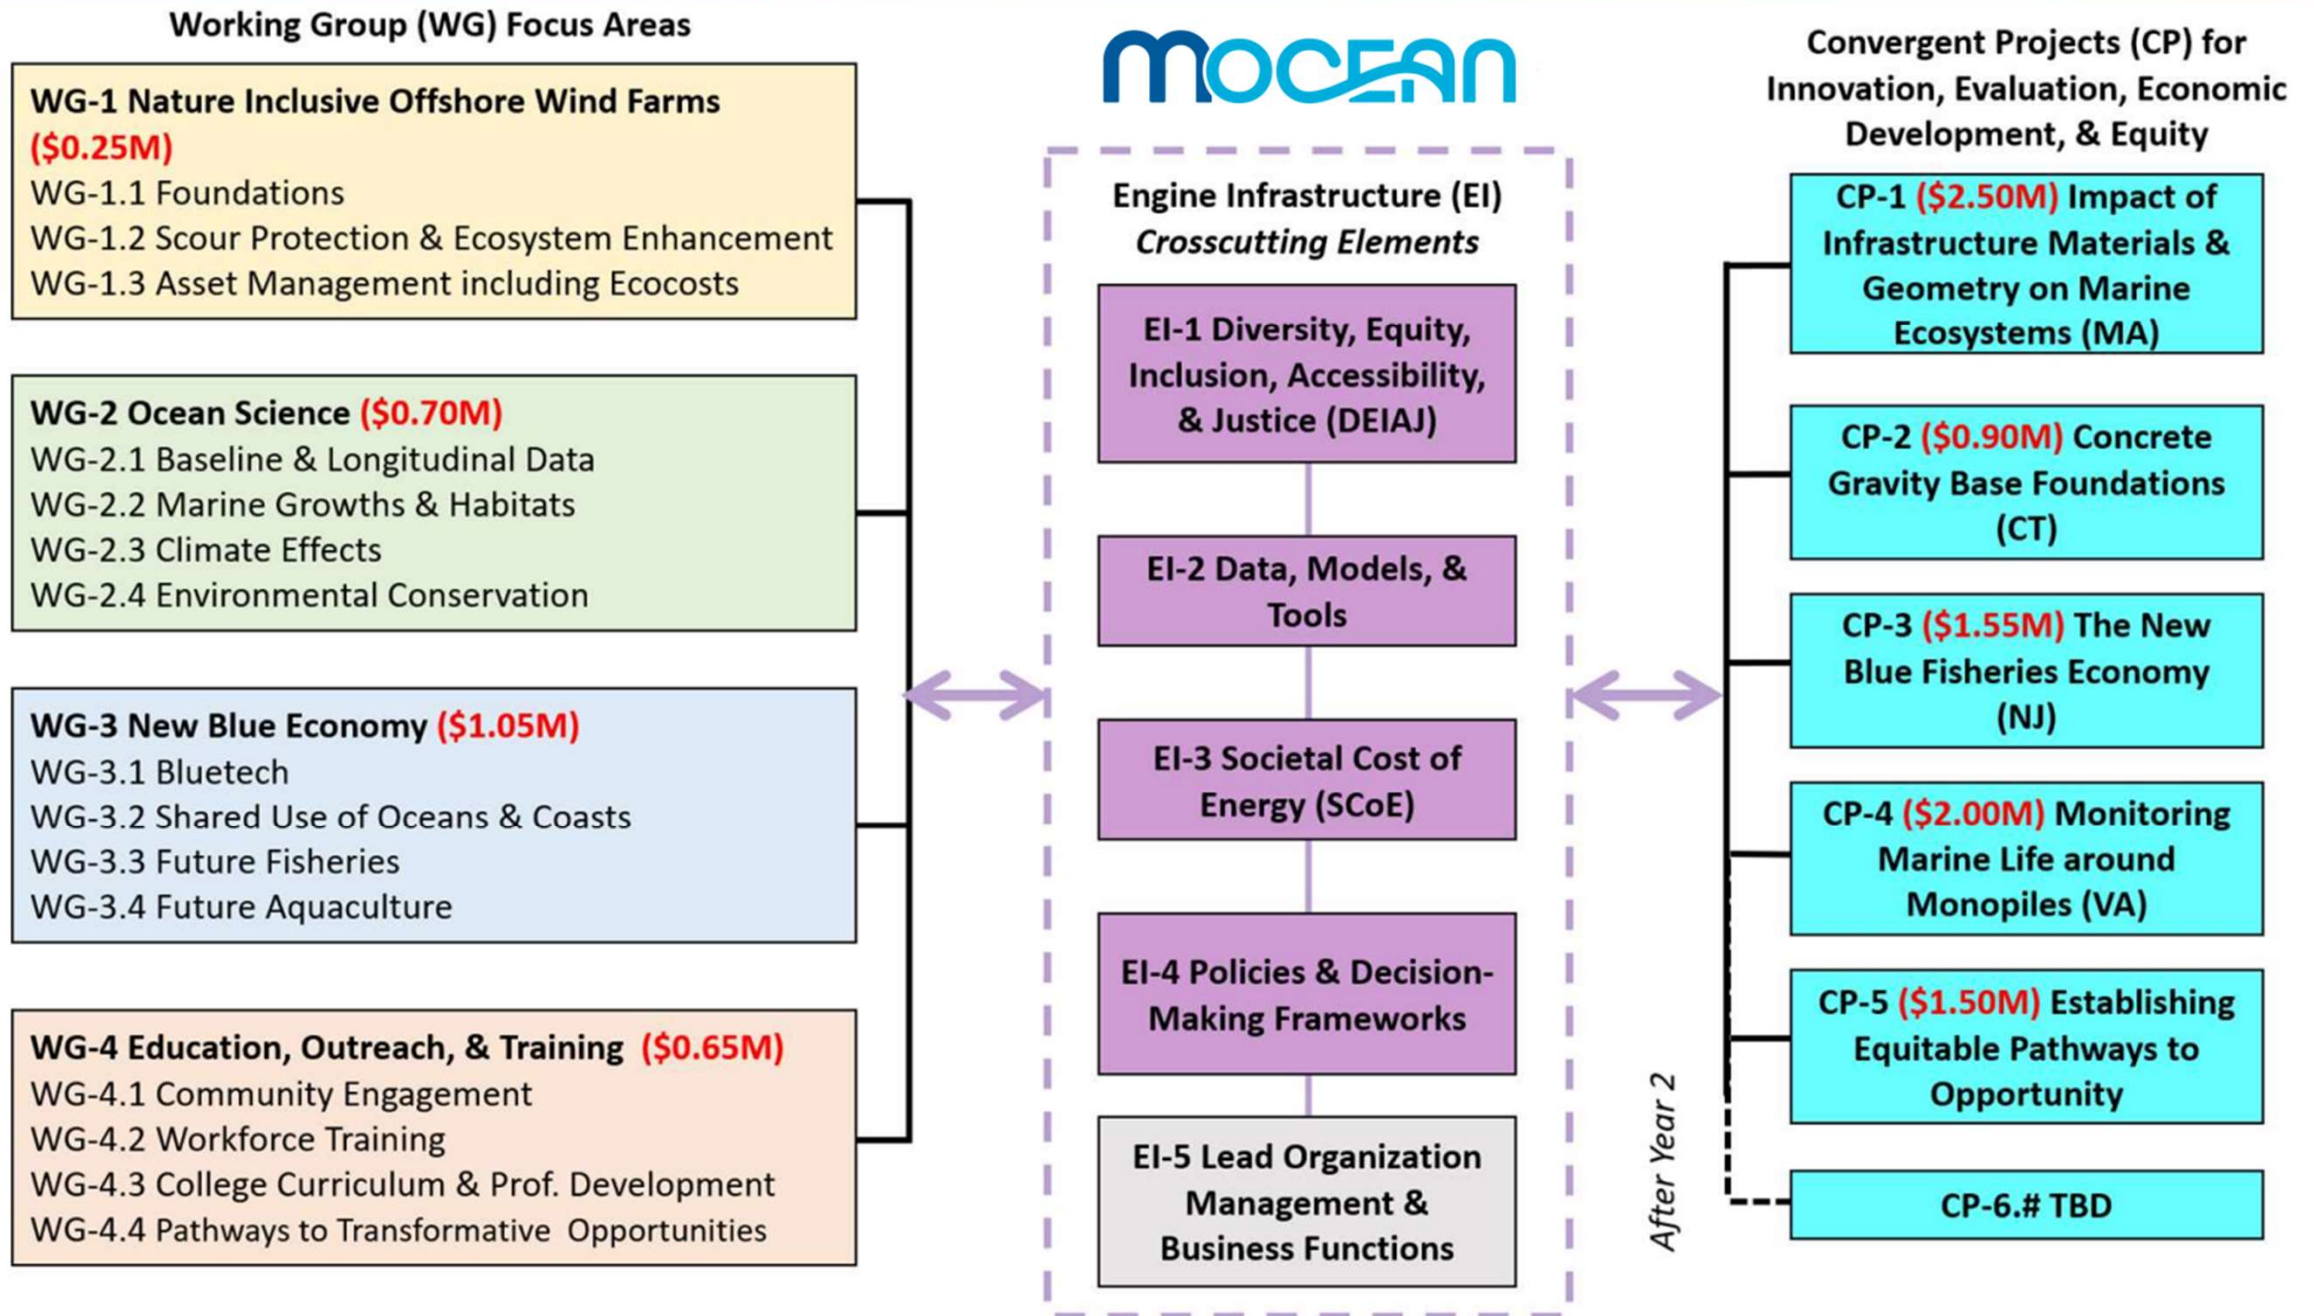 Working Group (WG) Focus Areas
WG-1 Nature Inclusive Offshore Wind Farms
($0.25M)
WG-1.1 Foundations
WG-1.2 Scour Protection & Ecosystem Enhancement
WG-1.3 Asset Management including Ecocosts
WG-2 Ocean Science ($0.70M)
WG-2.1 Baseline & Longitudinal Data
WG-2.2 Marine Growths & Habitats
WG-2.3 Climate Effects
WG-2.4 Environmental Conservation
WG-3 New Blue Economy ($1.05M)
WG-3.1 Bluetech
WG-3.2 Shared Use of Oceans & Coasts
WG-3.3 Future Fisheries
WG-3.4 Future Aquaculture
WG-4 Education, Outreach, & Training ($0.65M)
WG-4.1 Community Engagement
WG-4.2 Workforce Training
WG-4.3 College Curriculum & Prof. Development
WG-4.4 Pathways to Transformative Opportunities
mocean
Engine Infrastructure (EI)
Crosscutting Elements
EI-1 Diversity, Equity,
Inclusion, Accessibility,
& Justice (DEIAJ)
EI-2 Data, Models, &
Tools
EI-3 Societal Cost of
Energy (SCoE)
EI-4 Policies & Decision-
Making Frameworks
EI-5 Lead Organization
Management &
Business Functions
Convergent Projects (CP) for
Innovation, Evaluation, Economic
Development, & Equity
CP-1 ($2.50M) Impact of
Infrastructure Materials &
Geometry on Marine
Ecosystems (MA)
CP-2 ($0.90M) Concrete
Gravity Base Foundations
(CT)
CP-3 ($1.55M) The New
Blue Fisheries Economy
(NJ)
CP-4 ($2.00M) Monitoring
Marine Life around
Monopiles (VA)
CP-5 ($1.50M) Establishing
Equitable Pathways to
Opportunity
After Year 2
CP-6.# TBD